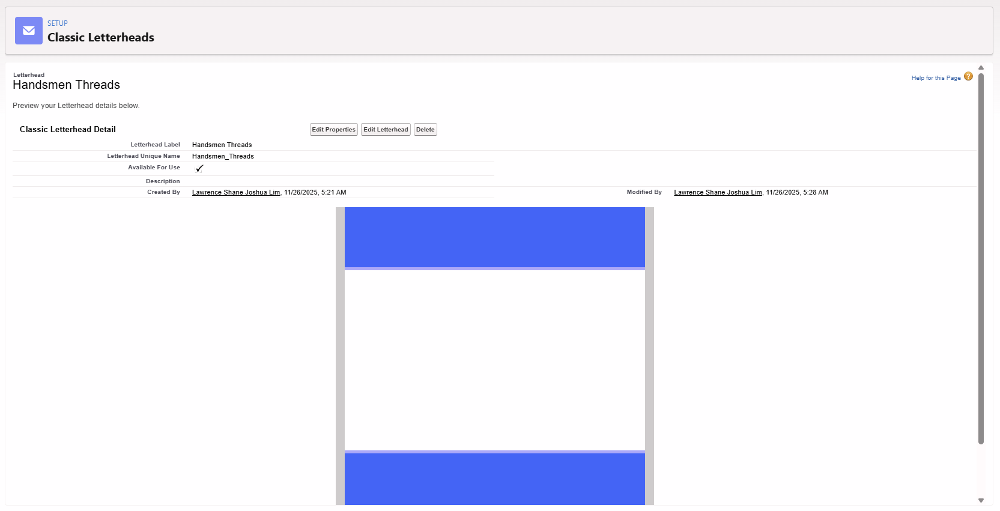 SETUP
Classic Letterheads
Letterhead
Handsmen Threads
Help for this Page ?
Preview your Letterhead details below.
Classic Letterhead Detail
Edit Properties Edit Letterhead Delete
Letterhead Label Handsmen Threads
Letterhead Unique Name Handsmen_Threads
Available For Use
Description
Created By Lawrence Shane Joshua Lim, 11/26/2025, 5:21 AM Modified By Lawrence Shane Joshua Lim, 11/26/2025, 5:28 AM